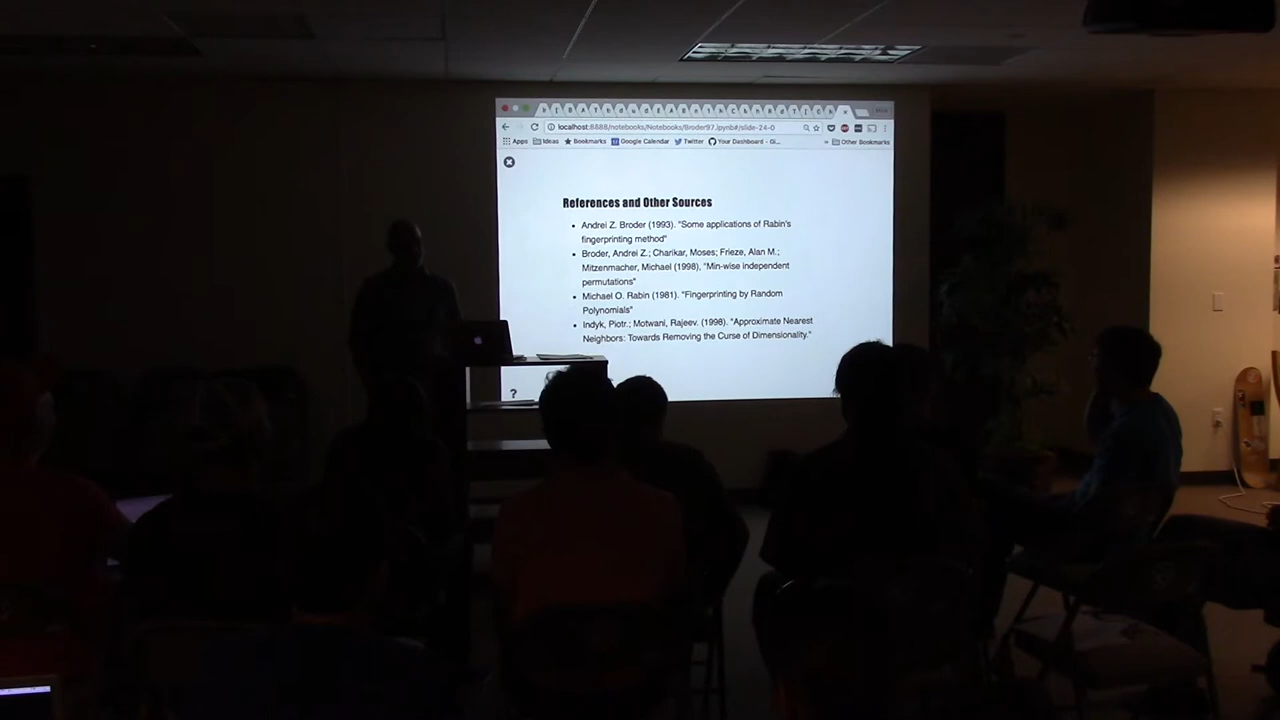 localhost:8888/notebooks/Notebooks/Broder97.ipynb#/slide-24-0
Apps Ideas Bookmarks Google Calendar Twitter Your Dashboard - Gi... » Other Bookmarks
References and Other Sources
• Andrei Z. Broder (1993). "Some applications of Rabin's
fingerprinting method"
• Broder, Andrei Z.; Charikar, Moses; Frieze, Alan M.;
Mitzenmacher, Michael (1998), "Min-wise independent
permutations"
• Michael O. Rabin (1981). "Fingerprinting by Random
Polynomials"
• Indyk, Piotr.; Motwani, Rajeev. (1998). "Approximate Nearest
Neighbors: Towards Removing the Curse of Dimensionality."
?